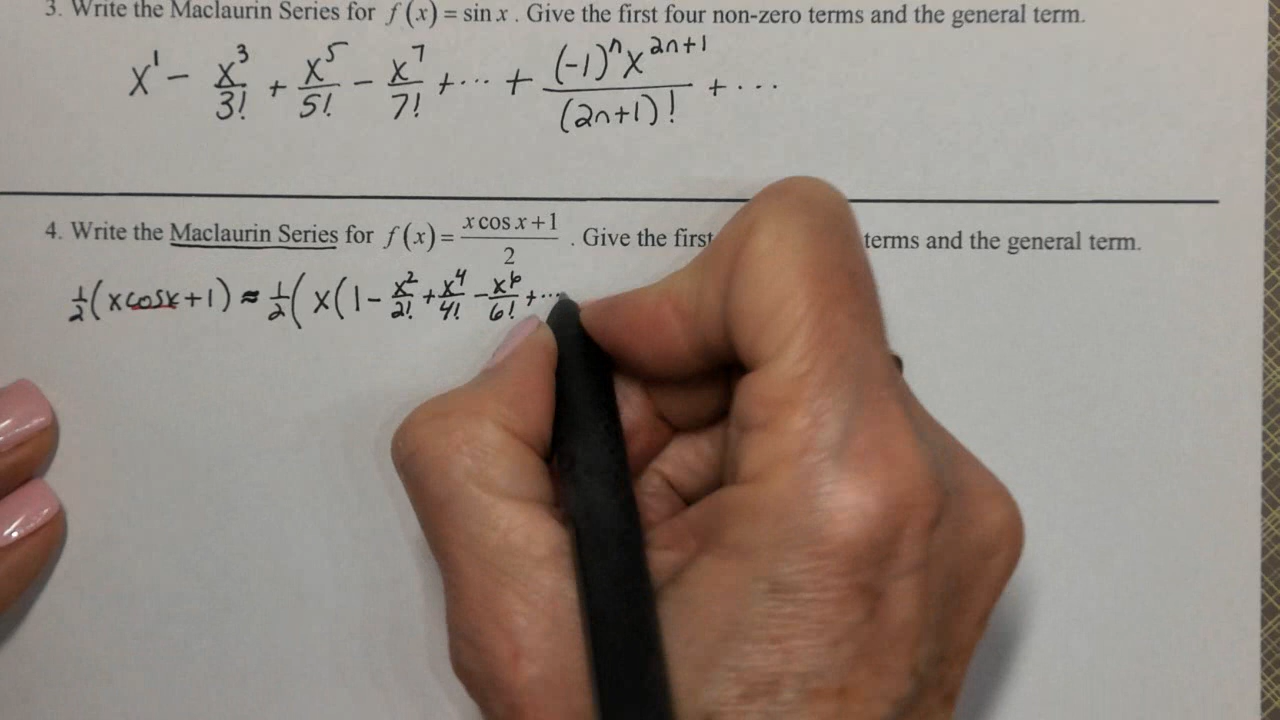 3. Write the Maclaurin Series for f(x) = sin x. Give the first four non-zero terms and the general term.
x¹ - x³/3! + x⁵/5! - x⁷/7! + ··· + (-1)ⁿx²ⁿ⁺¹/(2n+1)! + ···
4. Write the Maclaurin Series for f(x) = (x cos x + 1)/2. Give the first terms and the general term.
½(xcosx+1) ≈ ½(x(1 - x²/2! + x⁴/4! - x⁶/6! + ···